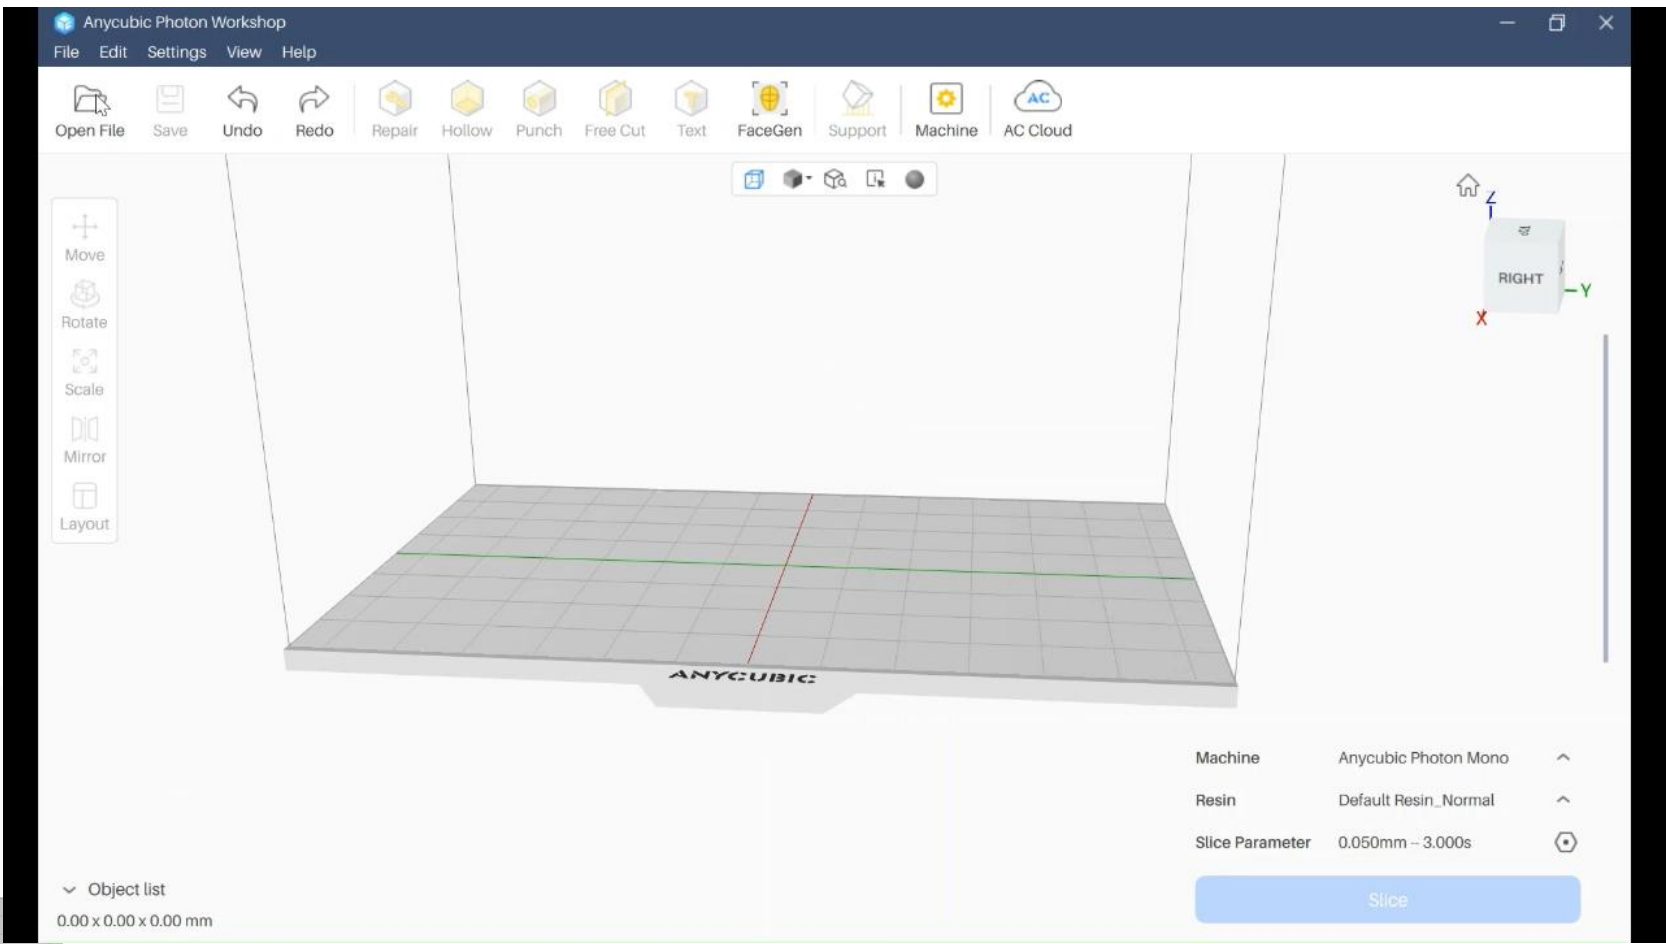 Anycubic Photon Workshop
File Edit Settings View Help
Open File Save Undo Redo Repair Hollow Punch Free Cut Text FaceGen Support Machine AC Cloud
AC
Move
Rotate
Scale
Mirror
Layout
Z
RIGHT
Y
X
ANYCUBIC
Machine Anycubic Photon Mono
Resin Default Resin_Normal
Slice Parameter 0.050mm -- 3.000s
Slice
Object list
0.00 x 0.00 x 0.00 mm